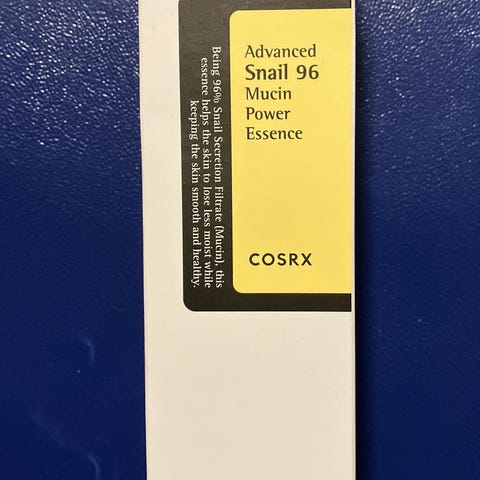 Advanced
Snail 96
Mucin
Power
Essence
COSRX
Being 96% Snail Secretion Filtrate (Mucin), this
essence helps the skin to lose less moist while
keeping the skin smooth and healthy.